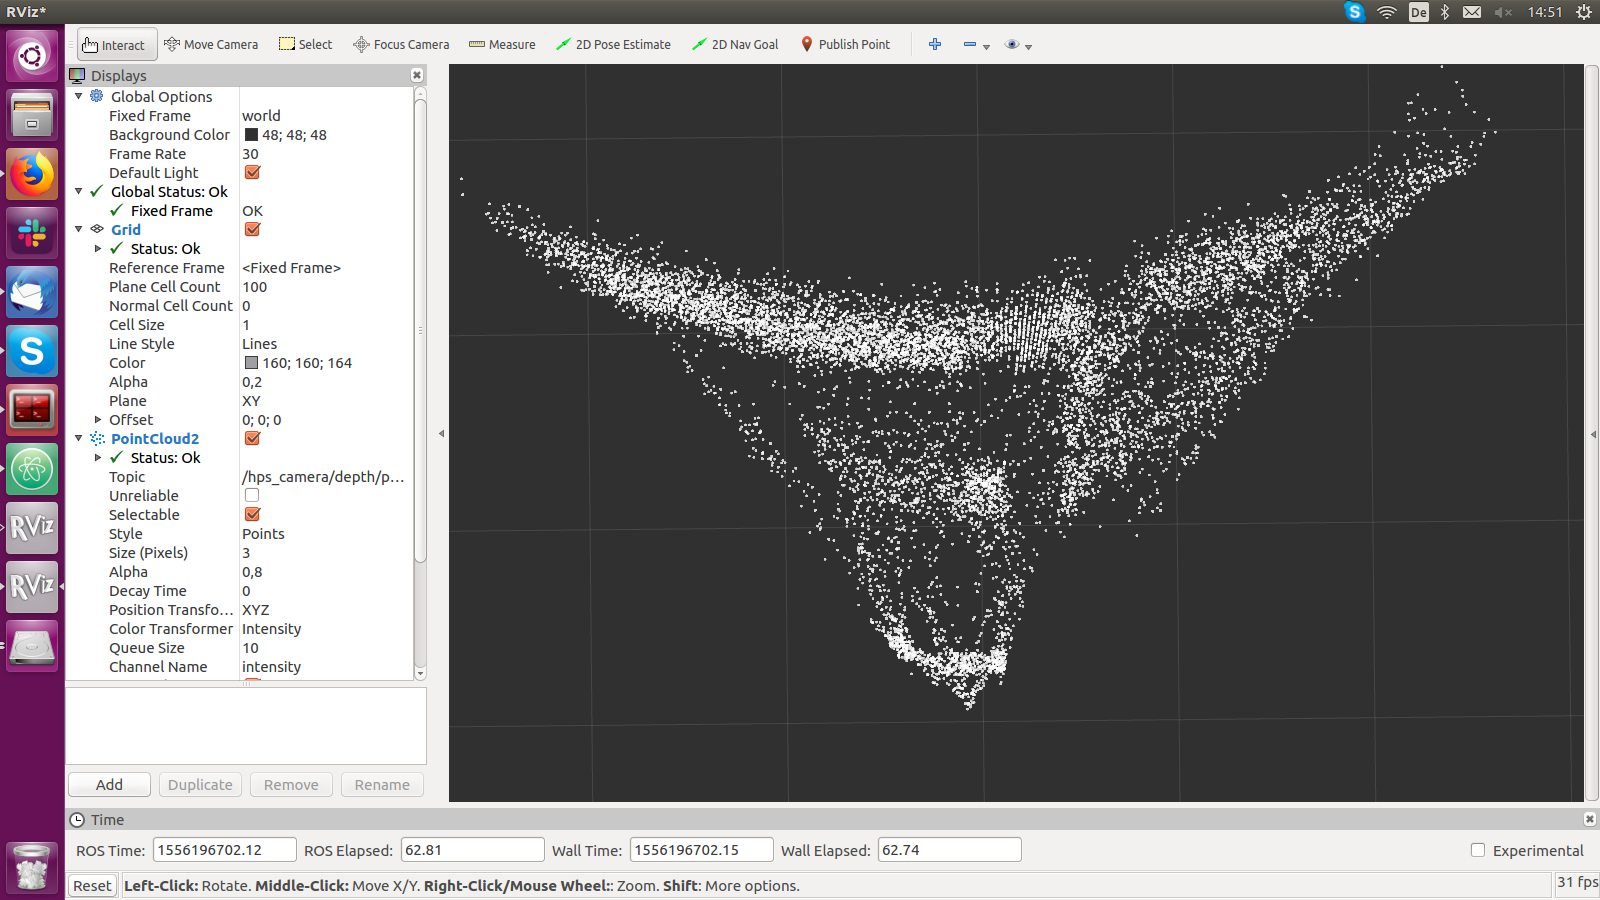 RViz*
De
14:51
Interact Move Camera Select Focus Camera Measure 2D Pose Estimate 2D Nav Goal Publish Point
Displays
Global Options
Fixed Frame world
Background Color 48; 48; 48
Frame Rate 30
Default Light
Global Status: Ok
Fixed Frame OK
Grid
Status: Ok
Reference Frame <Fixed Frame>
Plane Cell Count 100
Normal Cell Count 0
Cell Size 1
Line Style Lines
Color 160; 160; 164
Alpha 0,2
Plane XY
Offset 0; 0; 0
PointCloud2
Status: Ok
Topic /hps_camera/depth/p...
Unreliable
Selectable
Style Points
Size (Pixels) 3
Alpha 0,8
Decay Time 0
Position Transfo... XYZ
Color Transformer Intensity
Queue Size 10
Channel Name intensity
S
RViz
RViz
Add Duplicate Remove Rename
Time
ROS Time: 1556196702.12 ROS Elapsed: 62.81 Wall Time: 1556196702.15 Wall Elapsed: 62.74 Experimental
Reset Left-Click: Rotate. Middle-Click: Move X/Y. Right-Click/Mouse Wheel:: Zoom. Shift: More options. 31 fps